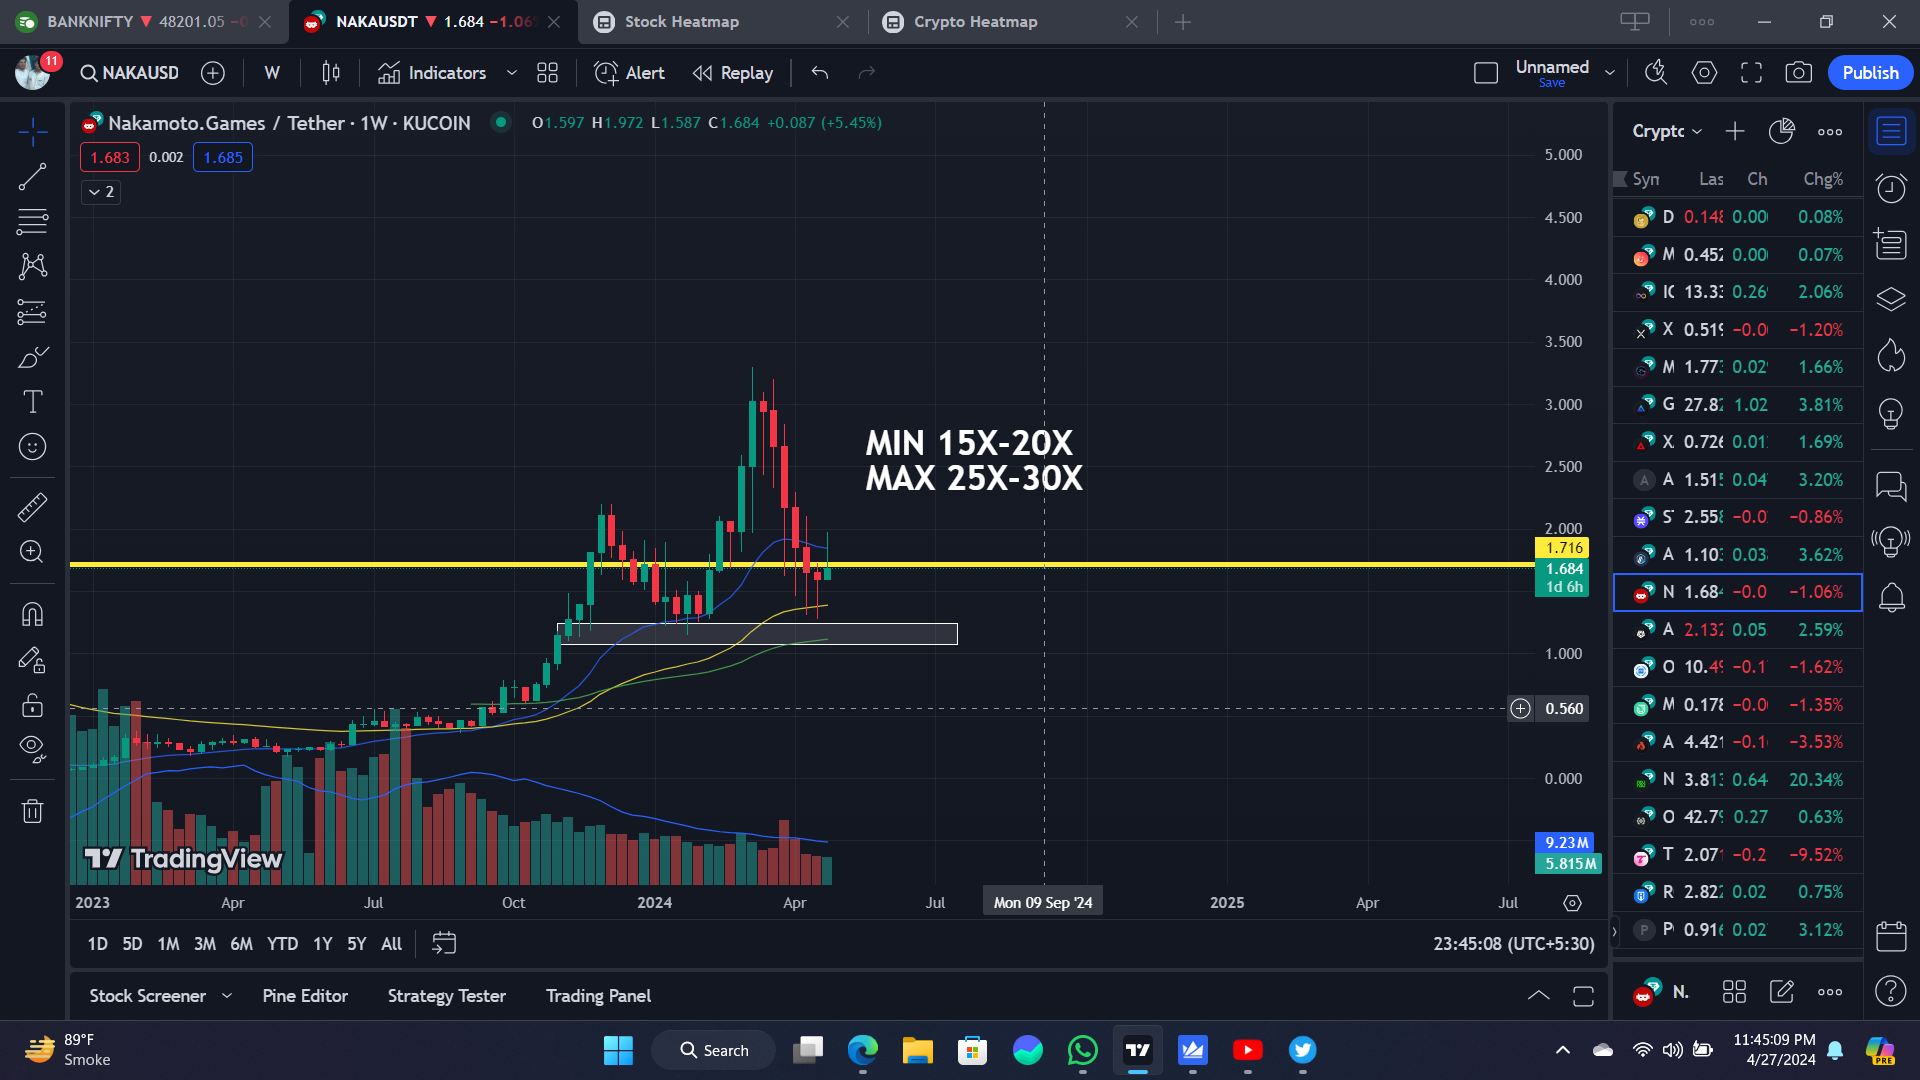 BANKNIFTY ▼ 48201.05
NAKAUSDT ▼ 1.684 −1.06
Stock Heatmap
Crypto Heatmap
11
NAKAUSD
W
Indicators
Alert
Replay
Unnamed
Save
Publish
Nakamoto.Games / Tether · 1W · KUCOIN
O1.597 H1.972 L1.587 C1.684 +0.087 (+5.45%)
1.683 0.002 1.685
2
MIN 15X-20X
MAX 25X-30X
5.000
4.500
4.000
3.500
3.000
2.500
2.000
1.716
1.684
1d 6h
1.000
0.560
0.000
9.23M
5.815M
TradingView
2023 Apr Jul Oct 2024 Apr Jul Mon 09 Sep '24 2025 Apr Jul
1D 5D 1M 3M 6M YTD 1Y 5Y All
23:45:08 (UTC+5:30)
Stock Screener
Pine Editor
Strategy Tester
Trading Panel
Crypto
Syn Las Ch Chg%
D 0.148 0.00 0.08%
M 0.452 0.00 0.07%
IC 13.33 0.26 2.06%
X 0.519 −0.0 −1.20%
M 1.773 0.02 1.66%
G 27.82 1.02 3.81%
X 0.726 0.01 1.69%
A A 1.515 0.04 3.20%
ST 2.558 −0.0 −0.86%
A 1.103 0.03 3.62%
N 1.684 −0.0 −1.06%
A 2.132 0.05 2.59%
O 10.49 −0.1 −1.62%
M 0.178 −0.0 −1.35%
A 4.421 −0.1 −3.53%
N 3.813 0.64 20.34%
O 42.79 0.27 0.63%
T 2.071 −0.2 −9.52%
R 2.822 0.02 0.75%
P P 0.916 0.02 3.12%
N.
89°F
Smoke
Search
11:45:09 PM
4/27/2024
PRE